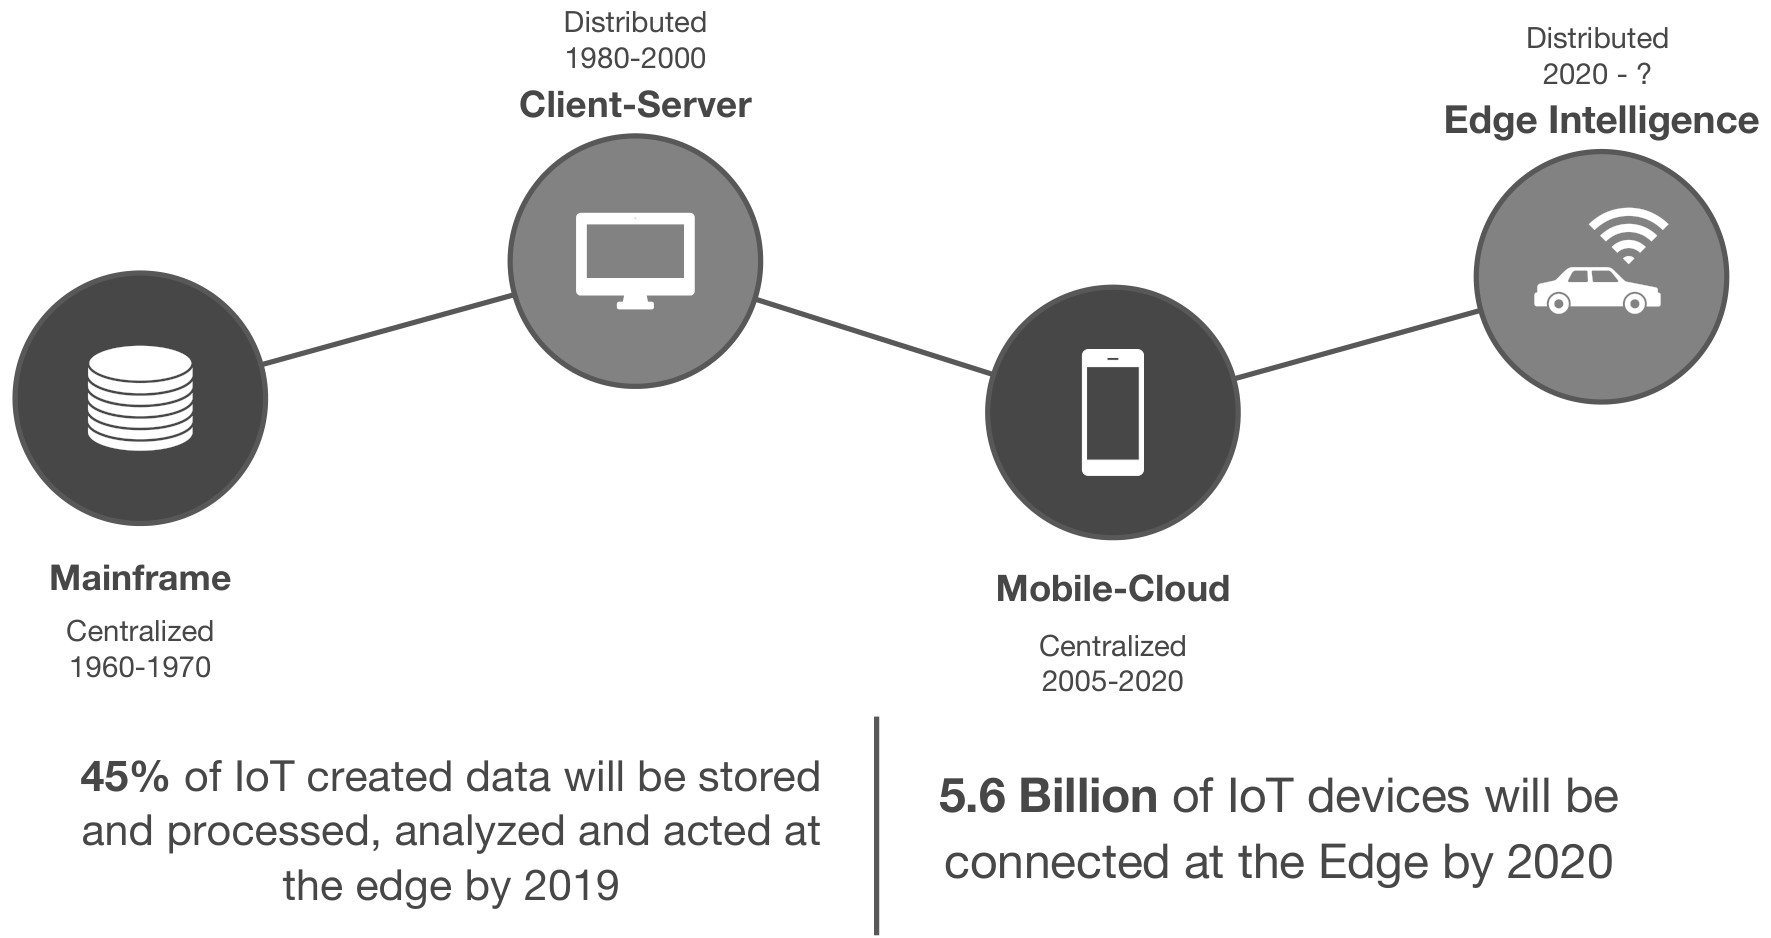 Distributed
1980-2000
Client-Server
Distributed
2020 - ?
Edge Intelligence
Mainframe
Centralized
1960-1970
Mobile-Cloud
Centralized
2005-2020
45% of IoT created data will be stored
and processed, analyzed and acted at
the edge by 2019
5.6 Billion of IoT devices will be
connected at the Edge by 2020